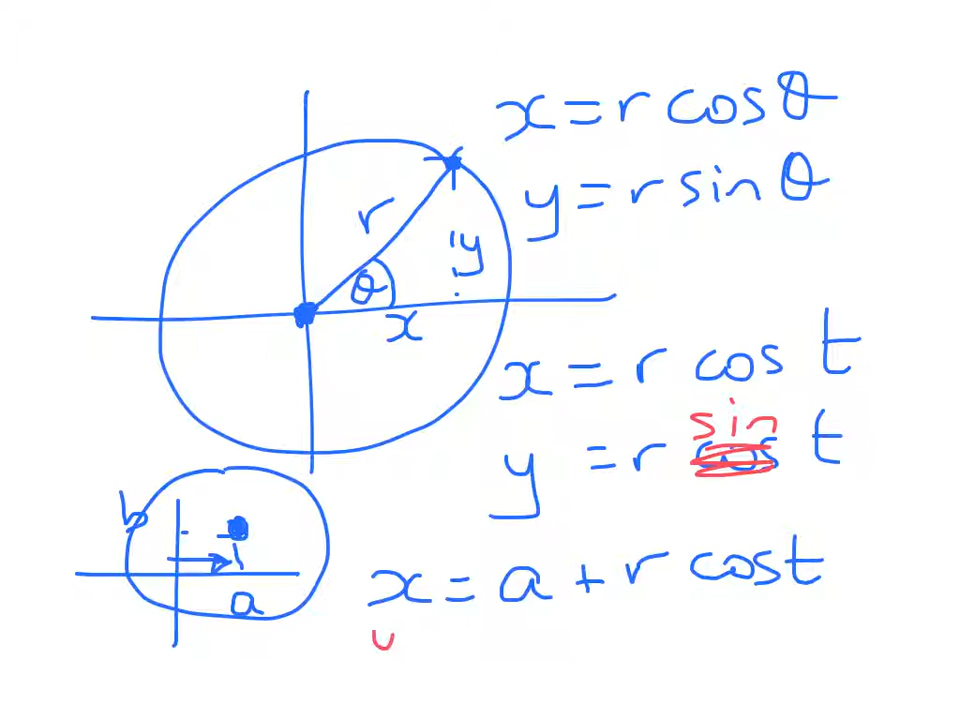 x = r cos θ
y = r sin θ
r
y
θ
x
x = r cos t
sin
y = r cos t
b
a
x = a + r cos t